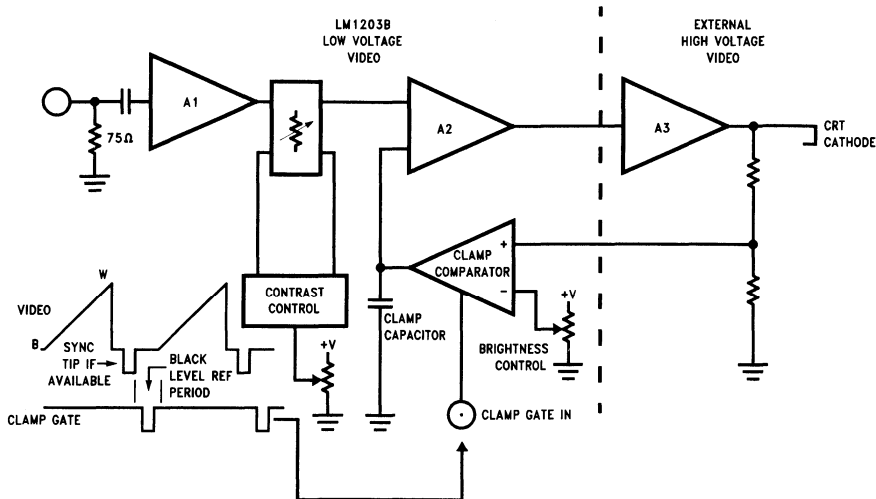 LM1203B
LOW VOLTAGE
VIDEO
EXTERNAL
HIGH VOLTAGE
VIDEO
A1
75Ω
A2
A3
CRT
CATHODE
CLAMP
COMPARATOR
+
-
CONTRAST
CONTROL
CLAMP
CAPACITOR
+V
BRIGHTNESS
CONTROL
+V
W
VIDEO
B
SYNC
TIP IF
AVAILABLE
BLACK
LEVEL REF
PERIOD
CLAMP GATE
CLAMP GATE IN